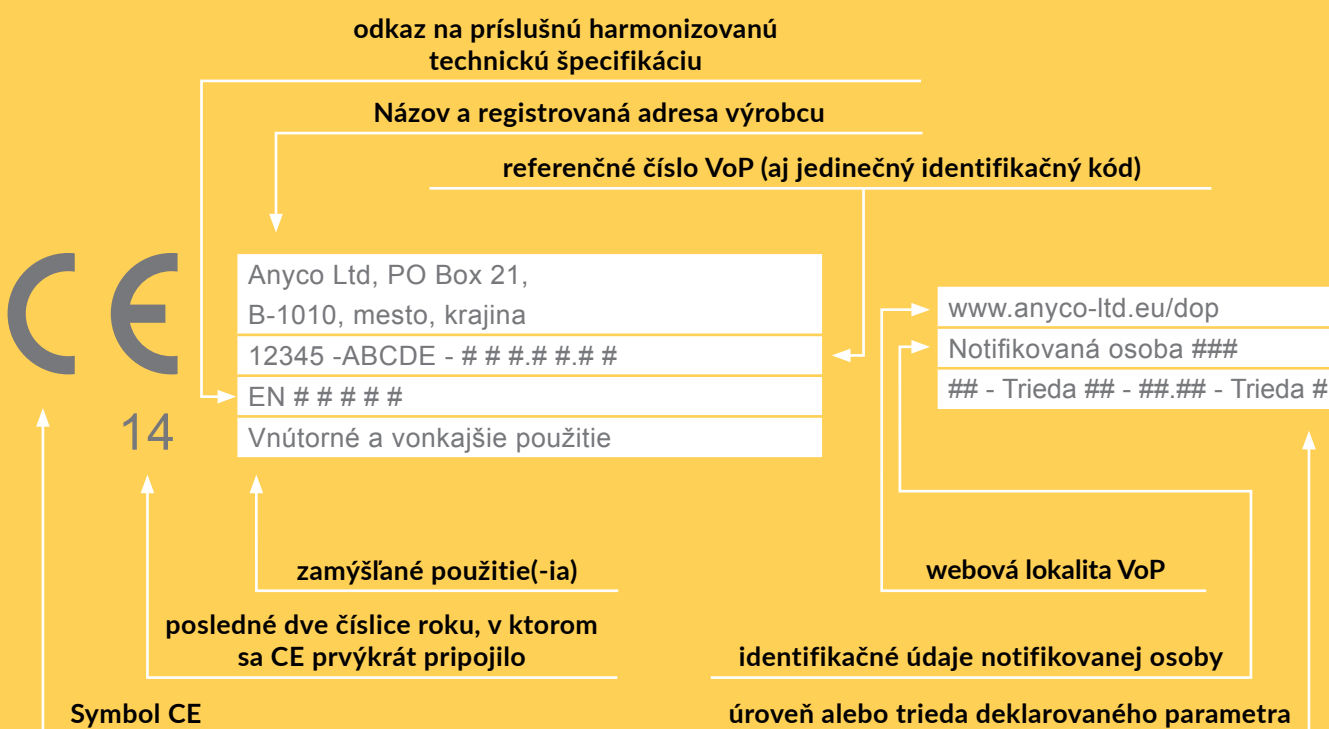 odkaz na príslušnú harmonizovanú
technickú špecifikáciu
Názov a registrovaná adresa výrobcu
referenčné číslo VoP (aj jedinečný identifikačný kód)
CE
14
Anyco Ltd, PO Box 21,
B-1010, mesto, krajina
12345 -ABCDE - # # #.# #.# #
EN # # # # #
Vnútorné a vonkajšie použitie
www.anyco-ltd.eu/dop
Notifikovaná osoba ###
## - Trieda ## - ##.## - Trieda #
zamýšľané použitie(-ia)
webová lokalita VoP
posledné dve číslice roku, v ktorom
sa CE prvýkrát pripojilo
identifikačné údaje notifikovanej osoby
Symbol CE
úroveň alebo trieda deklarovaného parametra